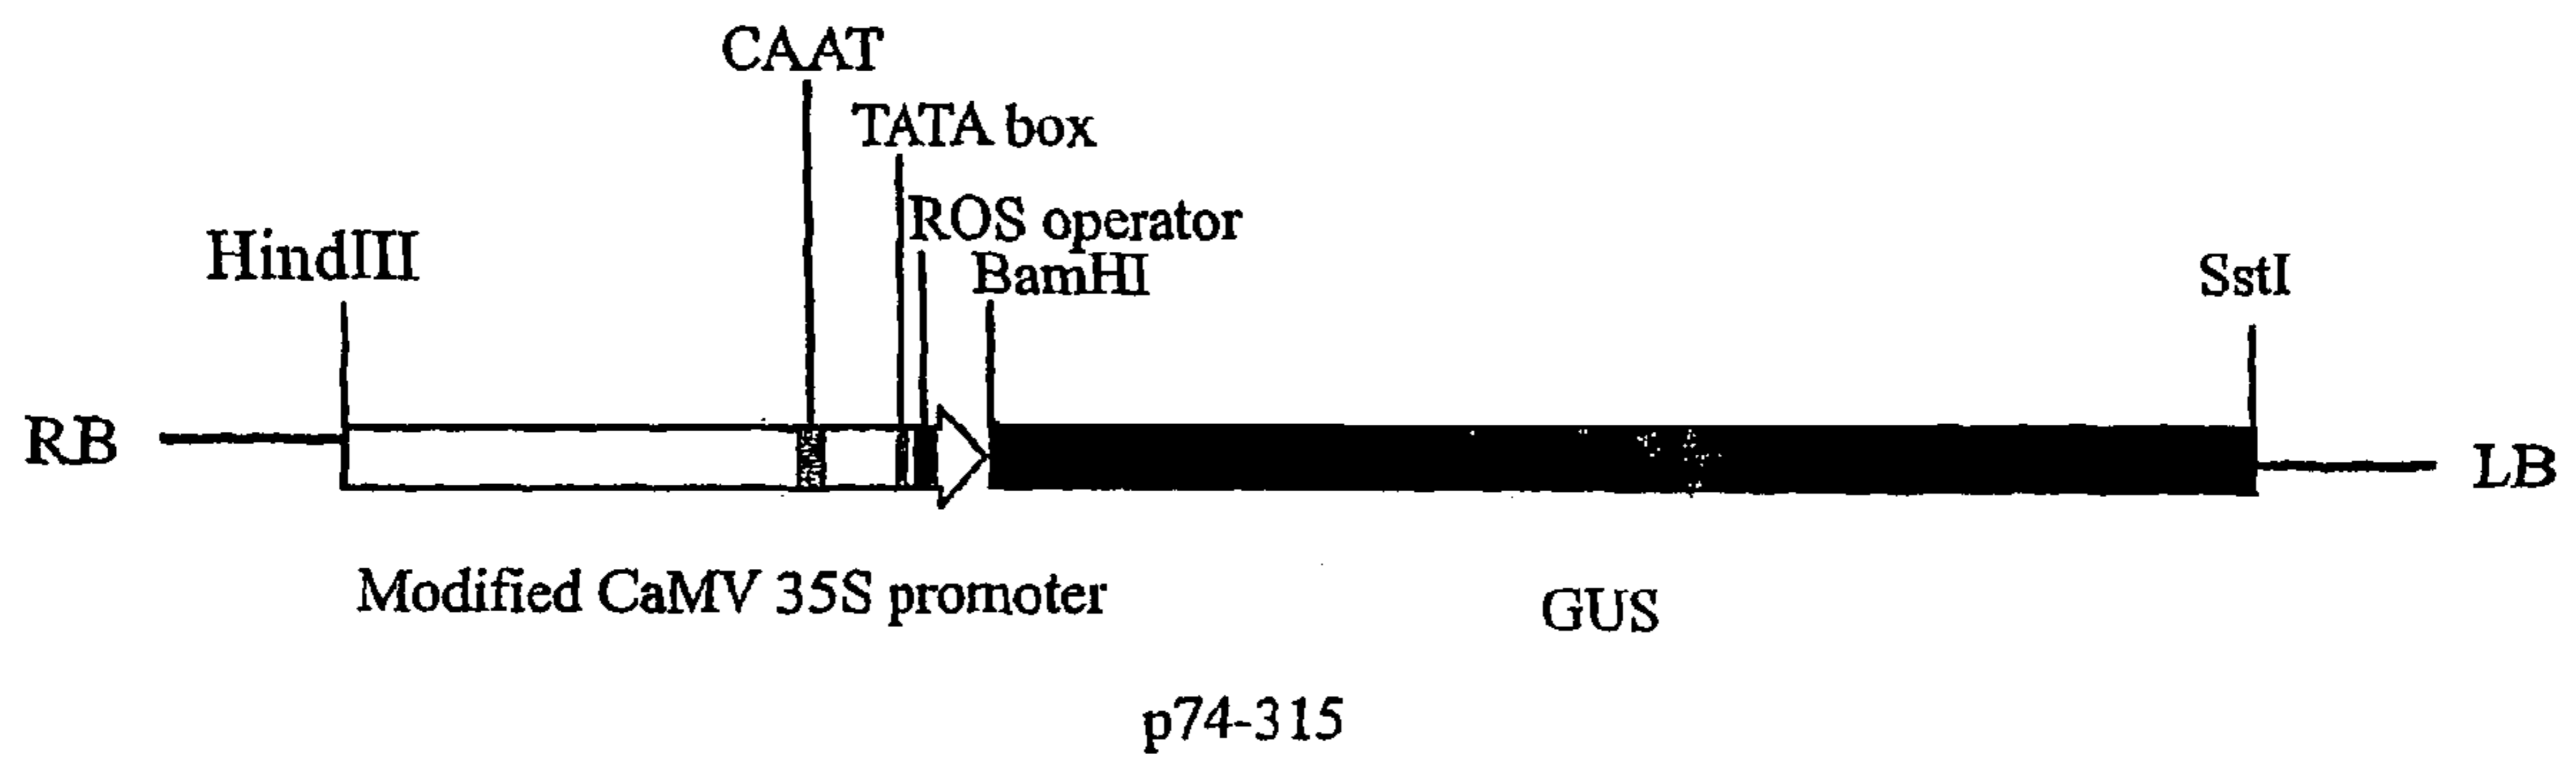 CAAT
TATA box
ROS operator
HindIII
BamHI
SstI
RB
LB
Modified CaMV 35S promoter
GUS
p74-315